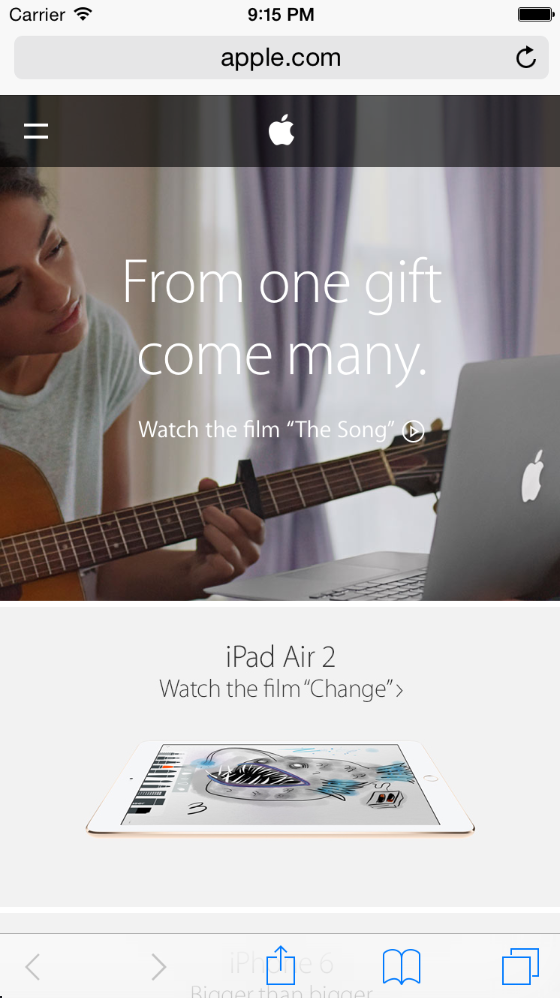 Carrier 9:15 PM
apple.com
From one gift
come many.
Watch the film “The Song”
iPad Air 2
Watch the film “Change” ›
3
iPhone 6
Bigger than bigger